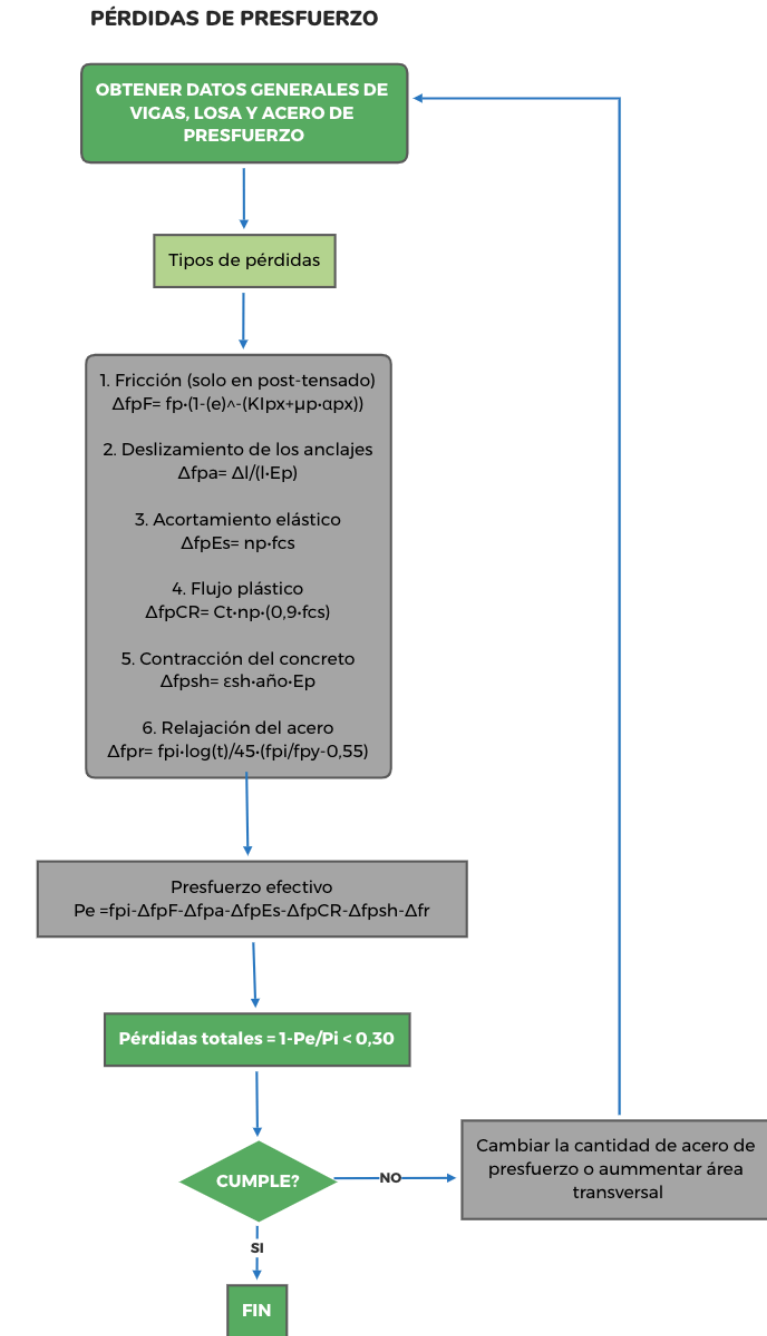 PÉRDIDAS DE PRESFUERZO
OBTENER DATOS GENERALES DE
VIGAS, LOSA Y ACERO DE
PRESFUERZO
Tipos de pérdidas
1. Fricción (solo en post-tensado)
ΔfpF= fp·(1-(e)^-(KIpx+μp·αpx))
2. Deslizamiento de los anclajes
Δfpa= Δl/(l·Ep)
3. Acortamiento elástico
ΔfpEs= np·fcs
4. Flujo plástico
ΔfpCR= Ct·np·(0,9·fcs)
5. Contracción del concreto
Δfpsh= εsh·año·Ep
6. Relajación del acero
Δfpr= fpi·log(t)/45·(fpi/fpy-0,55)
Presfuerzo efectivo
Pe =fpi-ΔfpF-Δfpa-ΔfpEs-ΔfpCR-Δfpsh-Δfr
Pérdidas totales = 1-Pe/Pi < 0,30
CUMPLE?
NO
Cambiar la cantidad de acero de
presfuerzo o aummentar área
transversal
SI
FIN